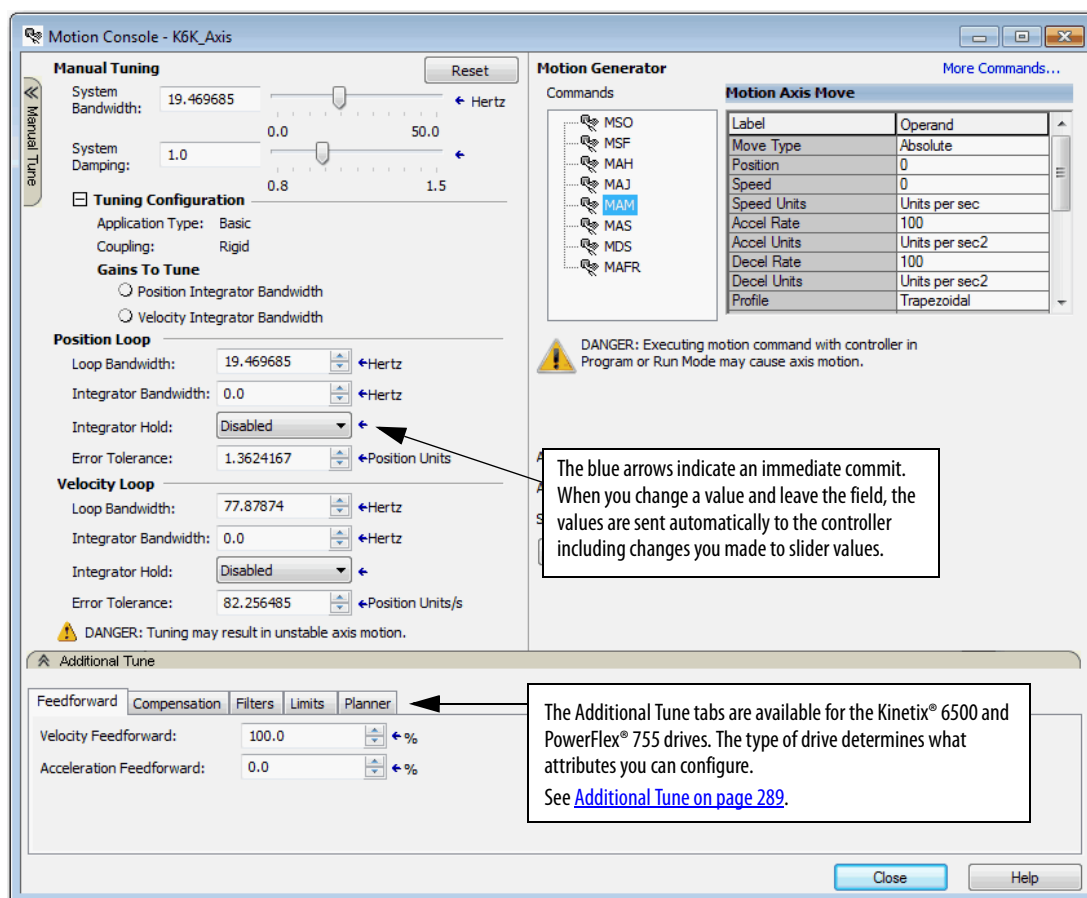 Motion Console - K6K_Axis
Manual Tune
Manual Tuning
Reset
System Bandwidth:
19.469685
Hertz
0.0 50.0
System Damping:
1.0
0.8 1.5
Tuning Configuration
Application Type: Basic
Coupling: Rigid
Gains To Tune
Position Integrator Bandwidth
Velocity Integrator Bandwidth
Position Loop
Loop Bandwidth: 19.469685 Hertz
Integrator Bandwidth: 0.0 Hertz
Integrator Hold: Disabled
Error Tolerance: 1.3624167 Position Units
Velocity Loop
Loop Bandwidth: 77.87874 Hertz
Integrator Bandwidth: 0.0 Hertz
Integrator Hold: Disabled
Error Tolerance: 82.256485 Position Units/s
DANGER: Tuning may result in unstable axis motion.
Motion Generator
More Commands...
Commands
MSO
MSF
MAH
MAJ
MAM
MAS
MDS
MAFR
Motion Axis Move
Label Operand
Move Type Absolute
Position 0
Speed 0
Speed Units Units per sec
Accel Rate 100
Accel Units Units per sec2
Decel Rate 100
Decel Units Units per sec2
Profile Trapezoidal
DANGER: Executing motion command with controller in
Program or Run Mode may cause axis motion.
The blue arrows indicate an immediate commit.
When you change a value and leave the field, the
values are sent automatically to the controller
including changes you made to slider values.
Additional Tune
Feedforward Compensation Filters Limits Planner
Velocity Feedforward: 100.0 %
Acceleration Feedforward: 0.0 %
The Additional Tune tabs are available for the Kinetix® 6500 and
PowerFlex® 755 drives. The type of drive determines what
attributes you can configure.
See Additional Tune on page 289.
Close Help